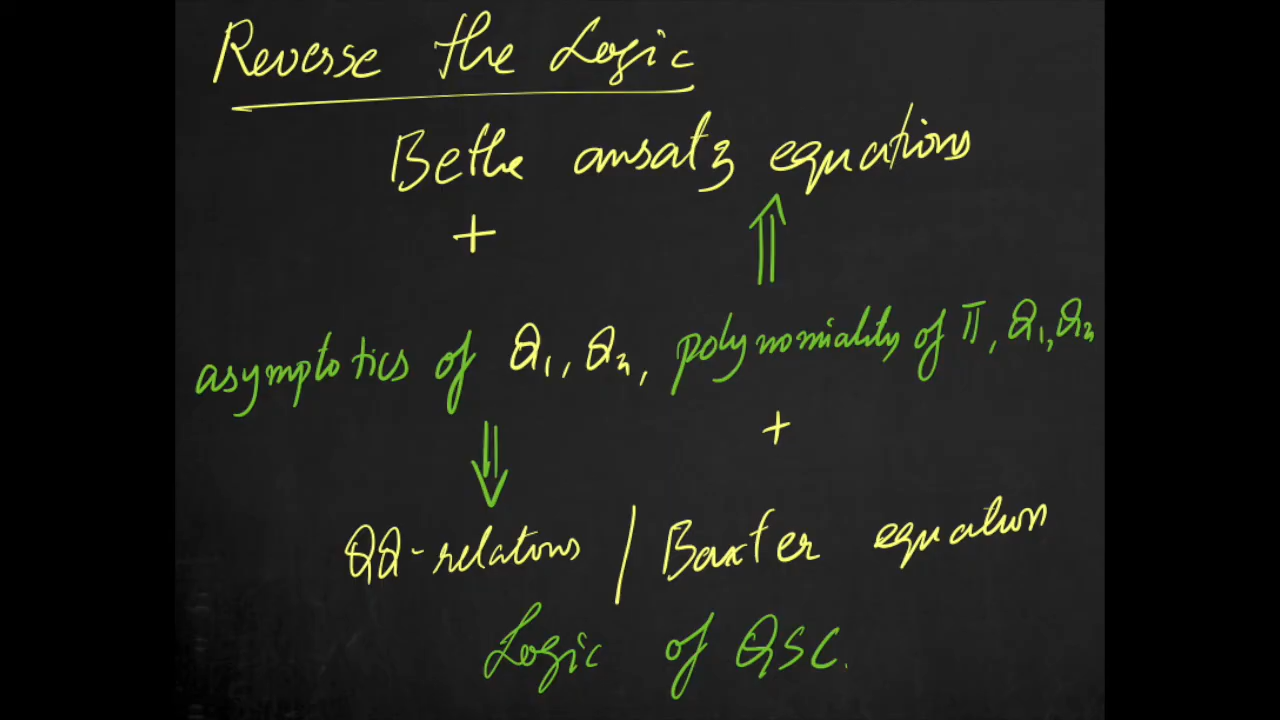 Reverse the Logic
Bethe ansatz equations
+ ⇑
asymptotics of Q₁, Q₂, polynomiality of T, Q₁, Q₂
⇓ +
QQ-relations / Baxter equation
Logic of QSC.